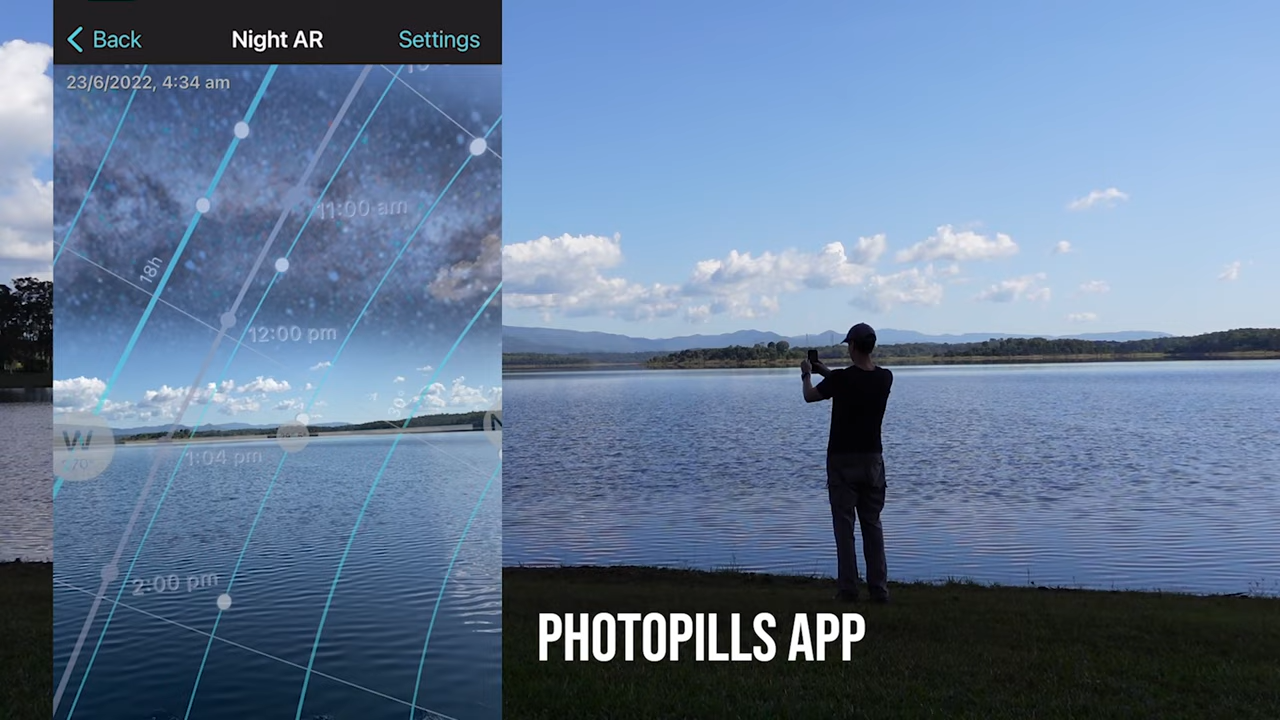 Back
Night AR
Settings
23/6/2022, 4:34 am
11:00 am
18h
12:00 pm
W
1:04 pm
2:00 pm
PHOTOPILLS APP